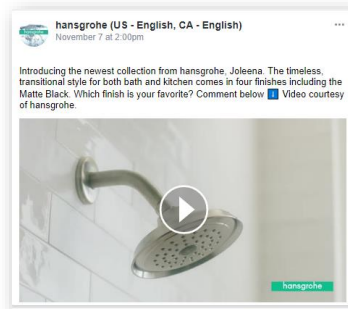 hansgrohe (US - English, CA - English)
November 7 at 2:00pm
Introducing the newest collection from hansgrohe, Joleena. The timeless,
transitional style for both bath and kitchen comes in four finishes including the
Matte Black. Which finish is your favorite? Comment below ⬇️ Video courtesy
of hansgrohe.
hansgrohe